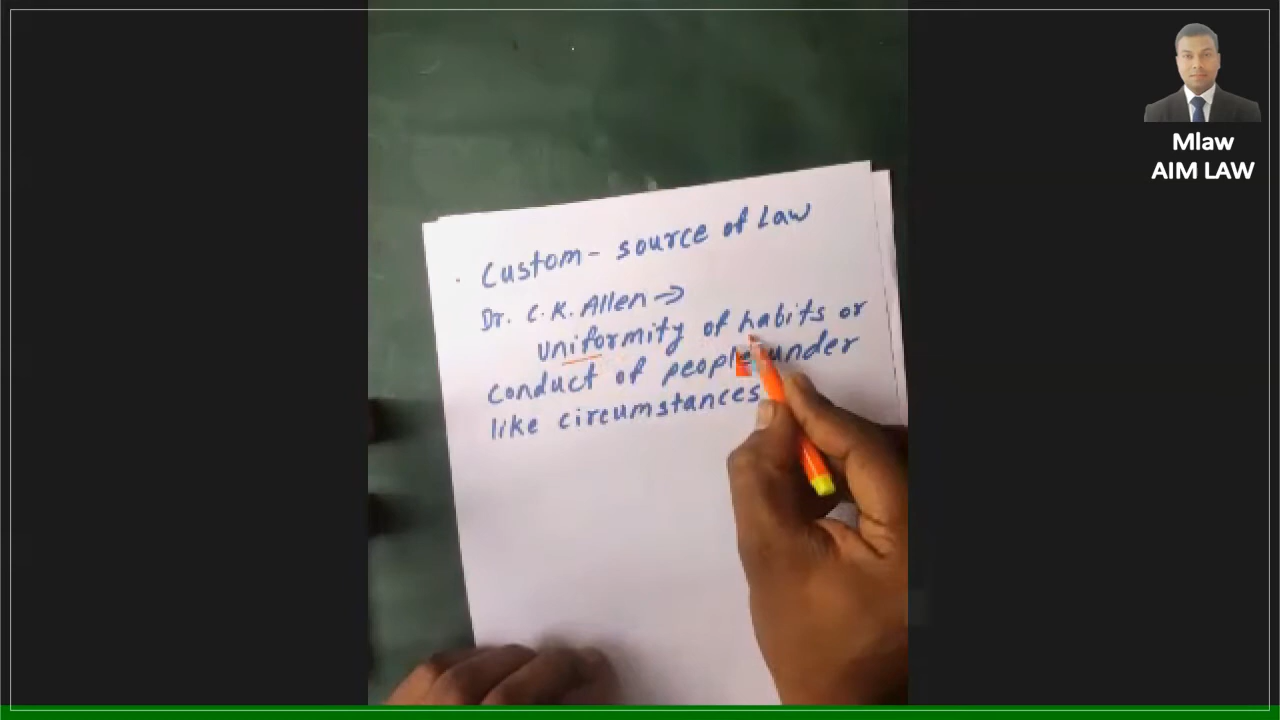 · Custom - source of Law
Dr. C.K. Allen →
uniformity of habits or
conduct of people under
like circumstances
Mlaw
AIM LAW